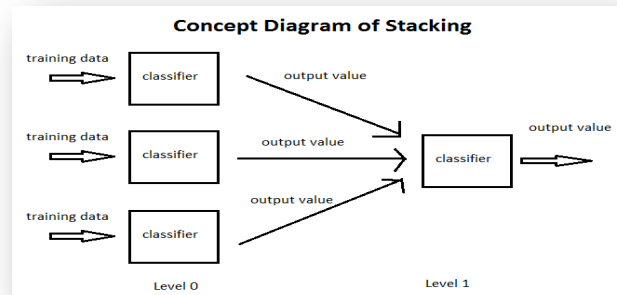 Concept Diagram of Stacking
training data
classifier
output value
training data
classifier
output value
classifier
output value
training data
classifier
output value
Level 0
Level 1